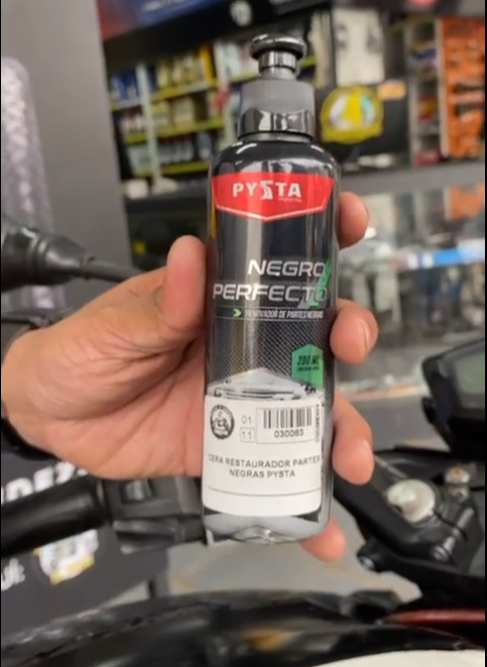 PYSTA
NEGRO
PERFECTO
RENOVADOR DE PARTES NEGRAS
200 ML
01
11
030083
CERA RESTAURADOR PARTES
NEGRAS PYSTA